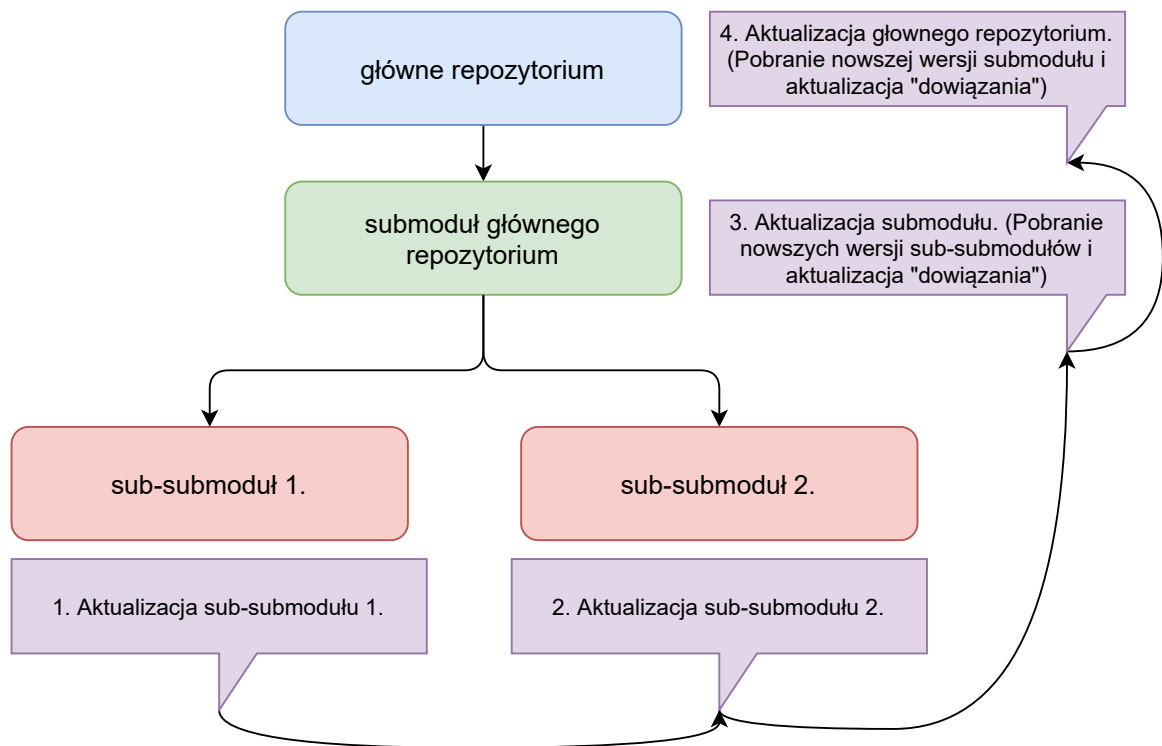 główne repozytorium
4. Aktualizacja głownego repozytorium.
(Pobranie nowszej wersji submodułu i
aktualizacja "dowiązania")
submoduł głównego
repozytorium
3. Aktualizacja submodułu. (Pobranie
nowszych wersji sub-submodułów i
aktualizacja "dowiązania")
sub-submoduł 1.
sub-submoduł 2.
1. Aktualizacja sub-submodułu 1.
2. Aktualizacja sub-submodułu 2.